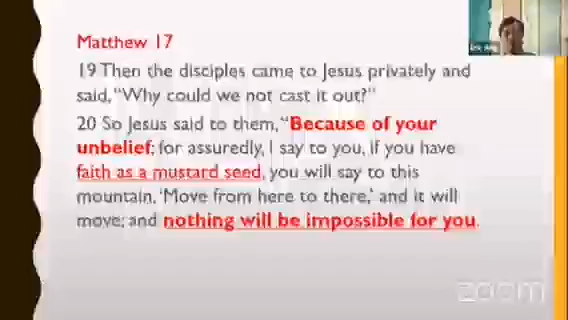 Matthew 17
19 Then the disciples came to Jesus privately and
said, “Why could we not cast it out?”
20 So Jesus said to them, “Because of your
unbelief; for assuredly, I say to you, if you have
faith as a mustard seed, you will say to this
mountain, ‘Move from here to there,’ and it will
move; and nothing will be impossible for you.
zoom